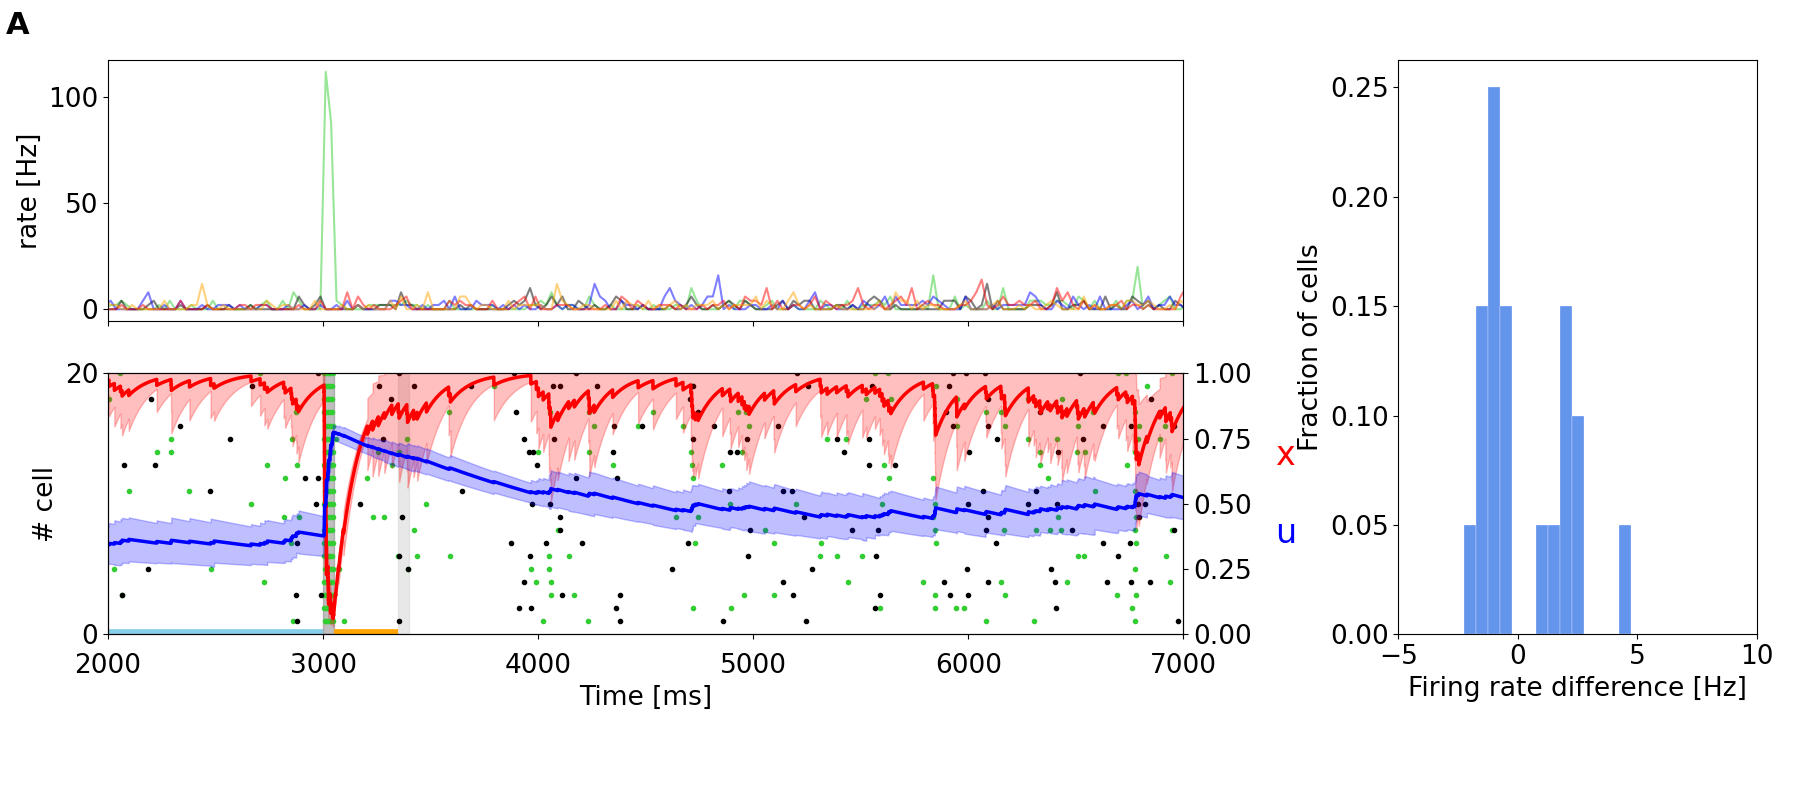 A
rate [Hz]
100
50
0
# cell
20
0
1.00
0.75
0.50
0.25
0.00
x
u
2000 3000 4000 5000 6000 7000
Time [ms]
Fraction of cells
0.25
0.20
0.15
0.10
0.05
0.00
−5 0 5 10
Firing rate difference [Hz]